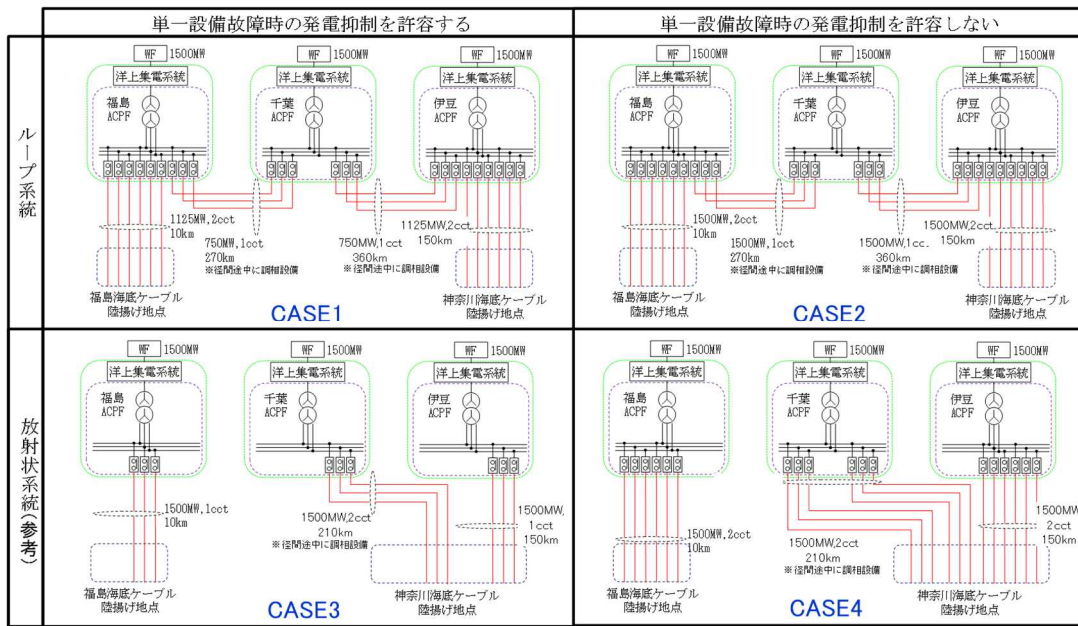 単一設備故障時の発電抑制を許容する
単一設備故障時の発電抑制を許容しない
ループ系統
WF 1500MW
WF 1500MW
WF 1500MW
洋上集電系統
洋上集電系統
洋上集電系統
福島
ACPF
千葉
ACPF
伊豆
ACPF
1125MW,2cct
10km
750MW,1cct
270km
※径間途中に調相設備
750MW,1cct
360km
※径間途中に調相設備
1125MW,2cct
150km
福島海底ケーブル
陸揚げ地点
CASE1
神奈川海底ケーブル
陸揚げ地点
WF 1500MW
WF 1500MW
WF 1500MW
洋上集電系統
洋上集電系統
洋上集電系統
福島
ACPF
千葉
ACPF
伊豆
ACPF
1500MW,2cct
10km
1500MW,1cct
270km
※径間途中に調相設備
1500MW,1cc
360km
※径間途中に調相設備
1500MW,2cct
150km
福島海底ケーブル
陸揚げ地点
CASE2
神奈川海底ケーブル
陸揚げ地点
放射状系統(参考)
WF 1500MW
WF 1500MW
WF 1500MW
洋上集電系統
洋上集電系統
洋上集電系統
福島
ACPF
千葉
ACPF
伊豆
ACPF
1500MW,1cct
10km
1500MW,2cct
210km
※径間途中に調相設備
1500MW,
1cct
150km
福島海底ケーブル
陸揚げ地点
CASE3
神奈川海底ケーブル
陸揚げ地点
WF 1500MW
WF 1500MW
WF 1500MW
洋上集電系統
洋上集電系統
洋上集電系統
福島
ACPF
千葉
ACPF
伊豆
ACPF
1500MW,2cct
10km
1500MW,2cct
210km
※径間途中に調相設備
1500MW
2cct
150km
福島海底ケーブル
陸揚げ地点
CASE4
神奈川海底ケーブル
陸揚げ地点